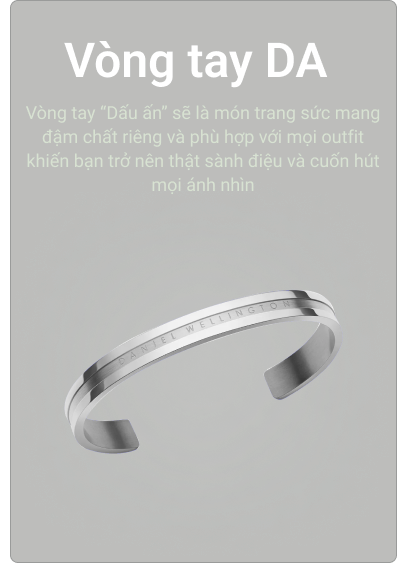 Vòng tay DA
Vòng tay “Dấu ấn” sẽ là món trang sức mang
đậm chất riêng và phù hợp với mọi outfit
khiến bạn trở nên thật sành điệu và cuốn hút
mọi ánh nhìn
DANIEL WELLINGTON